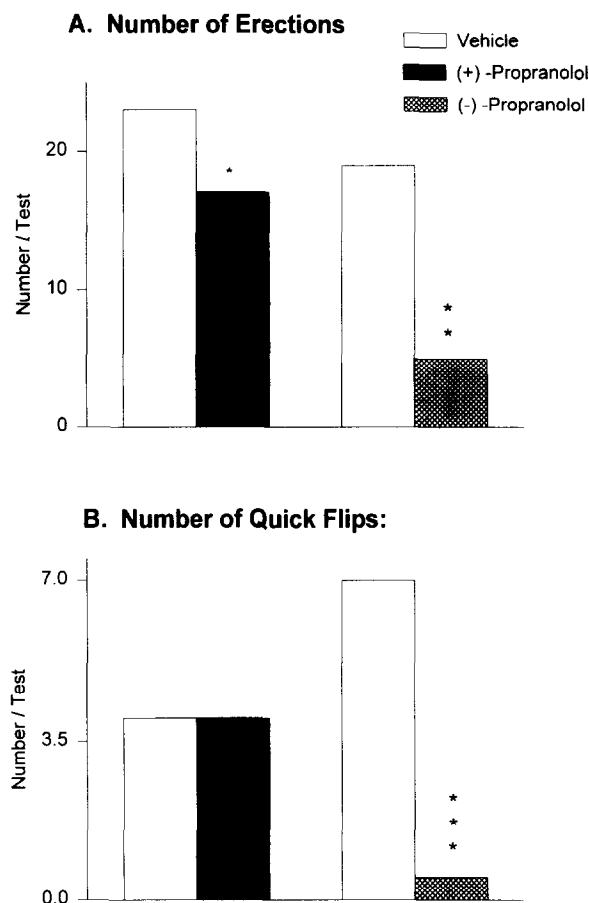 A. Number of Erections
Vehicle
(+) -Propranolol
(-) -Propranolol
Number / Test
20
10
0
*
*
*
B. Number of Quick Flips:
Number / Test
7.0
3.5
0.0
*
*
*